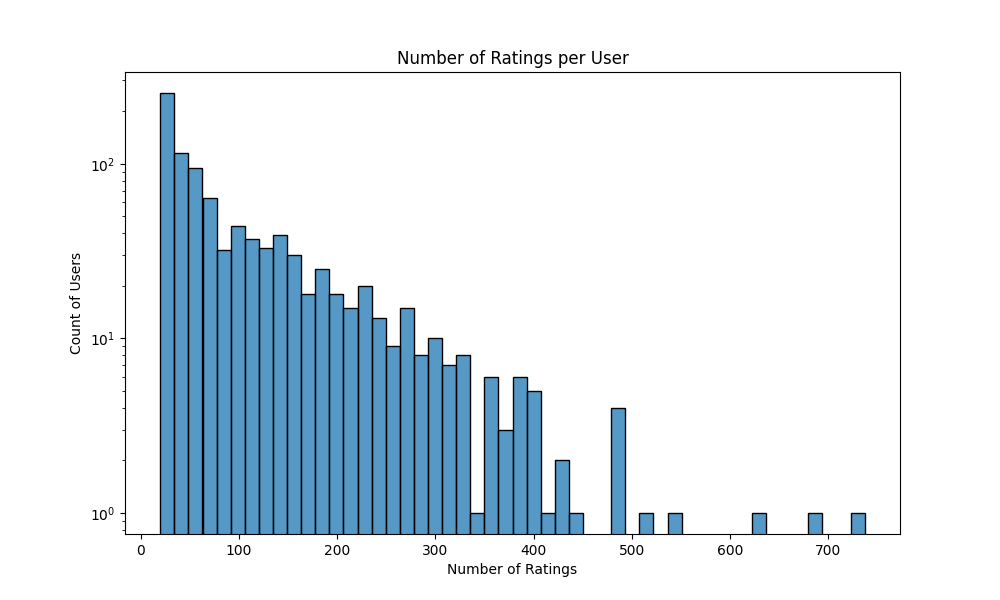 Number of Ratings per User
Count of Users
10²
10¹
10⁰
0 100 200 300 400 500 600 700
Number of Ratings